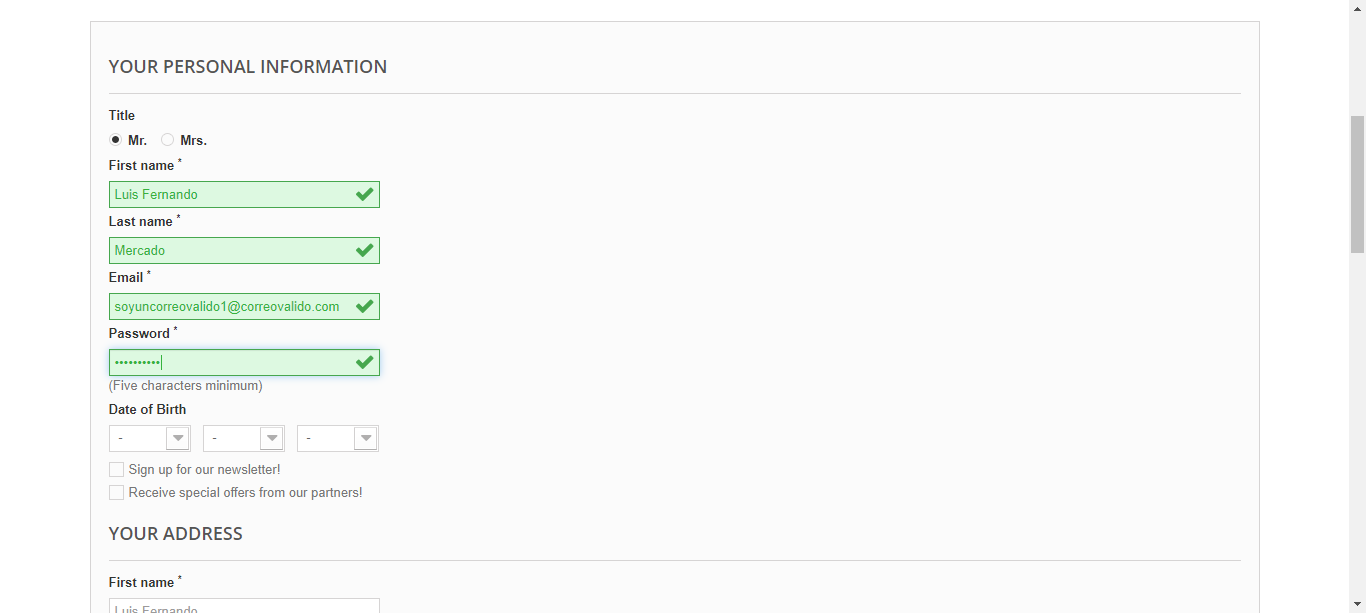 YOUR PERSONAL INFORMATION
Title
Mr. Mrs.
First name *
Luis Fernando
Last name *
Mercado
Email *
soyuncorreovalido1@correovalido.com
Password *
••••••••••
(Five characters minimum)
Date of Birth
- - -
Sign up for our newsletter!
Receive special offers from our partners!
YOUR ADDRESS
First name *
Luis Fernando